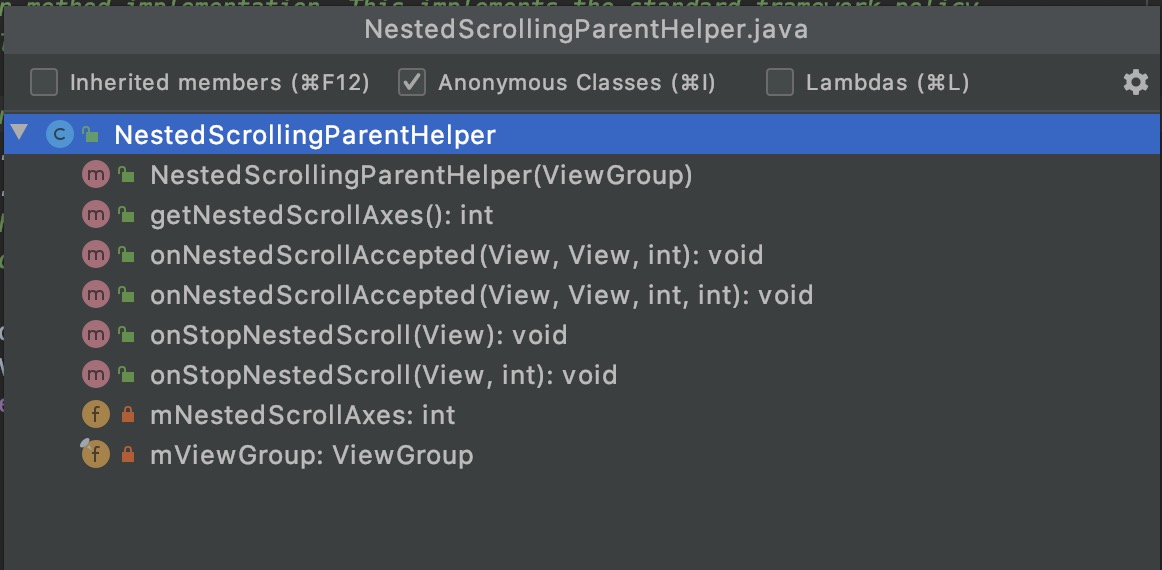 n method implementation. This implements the standard framework policy
NestedScrollingParentHelper.java
Inherited members (⌘F12) Anonymous Classes (⌘I) Lambdas (⌘L)
C NestedScrollingParentHelper
m NestedScrollingParentHelper(ViewGroup)
m getNestedScrollAxes(): int
m onNestedScrollAccepted(View, View, int): void
m onNestedScrollAccepted(View, View, int, int): void
m onStopNestedScroll(View): void
m onStopNestedScroll(View, int): void
f mNestedScrollAxes: int
f mViewGroup: ViewGroup